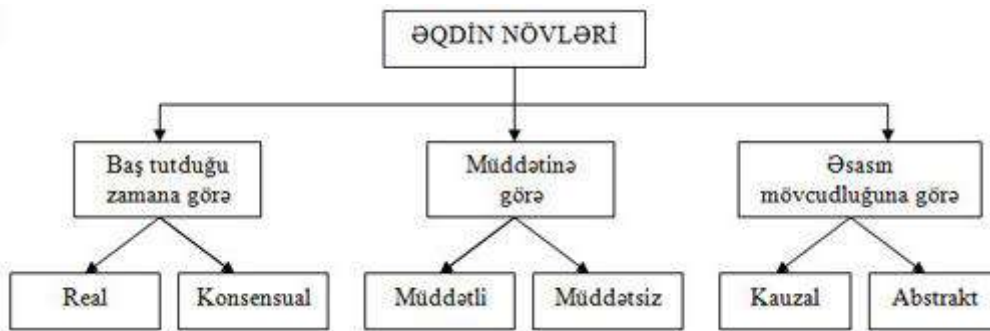 ƏQDİN NÖVLƏRİ
Baş tutduğu
zamana görə
Müddətinə
görə
Əsasın
mövcudluğuna görə
Real
Konsensual
Müddətli
Müddətsiz
Kauzal
Abstrakt